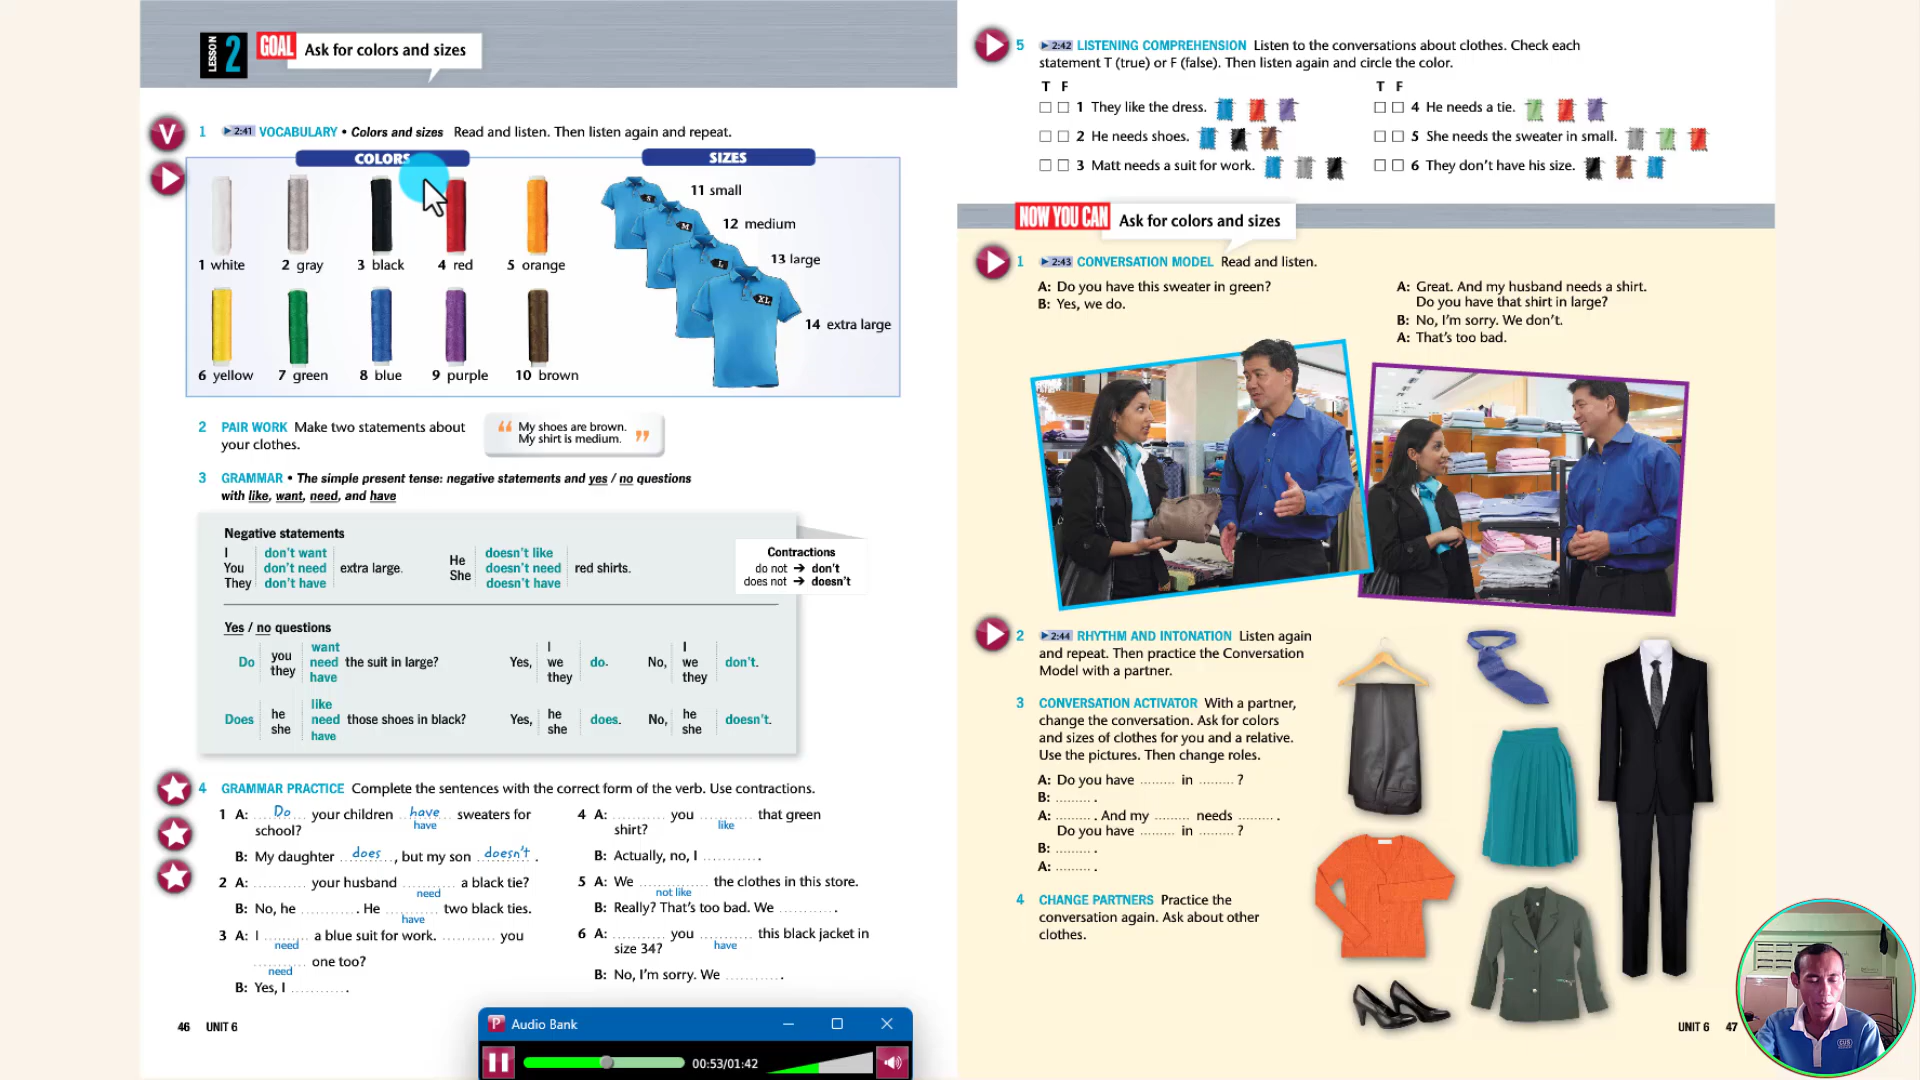 LESSON 2
GOAL Ask for colors and sizes
V
1 2:41 VOCABULARY • Colors and sizes Read and listen. Then listen again and repeat.
COLORS
SIZES
1 white
2 gray
3 black
4 red
5 orange
6 yellow
7 green
8 blue
9 purple
10 brown
S
11 small
M
12 medium
L
13 large
XL
14 extra large
2 PAIR WORK Make two statements about
your clothes.
“ My shoes are brown.
My shirt is medium. ”
3 GRAMMAR • The simple present tense: negative statements and yes / no questions
with like, want, need, and have
Negative statements
I
You
They
don't want
don't need
don't have
extra large.
He
She
doesn't like
doesn't need
doesn't have
red shirts.
Contractions
do not → don't
does not → doesn't
Yes / no questions
Do
you
they
want
need
have
the suit in large?
Yes,
I
we
they
do.
No,
I
we
they
don't.
Does
he
she
like
need
have
those shoes in black?
Yes,
he
she
does.
No,
he
she
doesn't.
4 GRAMMAR PRACTICE Complete the sentences with the correct form of the verb. Use contractions.
1 A: Do your children have sweaters for
have
school?
B: My daughter does, but my son doesn't.
2 A: .......... your husband .......... a black tie?
need
B: No, he .......... . He .......... two black ties.
have
3 A: I .......... a blue suit for work. .......... you
need
.......... one too?
need
B: Yes, I .......... .
4 A: .......... you .......... that green
like
shirt?
B: Actually, no, I .......... .
5 A: We .......... the clothes in this store.
not like
B: Really? That's too bad. We .......... .
6 A: .......... you .......... this black jacket in
have
size 34?
B: No, I'm sorry. We .......... .
46 UNIT 6
Audio Bank
00:53/01:42
5 2:42 LISTENING COMPREHENSION Listen to the conversations about clothes. Check each
statement T (true) or F (false). Then listen again and circle the color.
T F
1 They like the dress.
2 He needs shoes.
3 Matt needs a suit for work.
T F
4 He needs a tie.
5 She needs the sweater in small.
6 They don't have his size.
NOW YOU CAN Ask for colors and sizes
1 2:43 CONVERSATION MODEL Read and listen.
A: Do you have this sweater in green?
B: Yes, we do.
A: Great. And my husband needs a shirt.
Do you have that shirt in large?
B: No, I'm sorry. We don't.
A: That's too bad.
2 2:44 RHYTHM AND INTONATION Listen again
and repeat. Then practice the Conversation
Model with a partner.
3 CONVERSATION ACTIVATOR With a partner,
change the conversation. Ask for colors
and sizes of clothes for you and a relative.
Use the pictures. Then change roles.
A: Do you have ......... in ......... ?
B: ......... .
A: ......... . And my ......... needs ......... .
Do you have ......... in ......... ?
B: ......... .
A: ......... .
4 CHANGE PARTNERS Practice the
conversation again. Ask about other
clothes.
UNIT 6 47